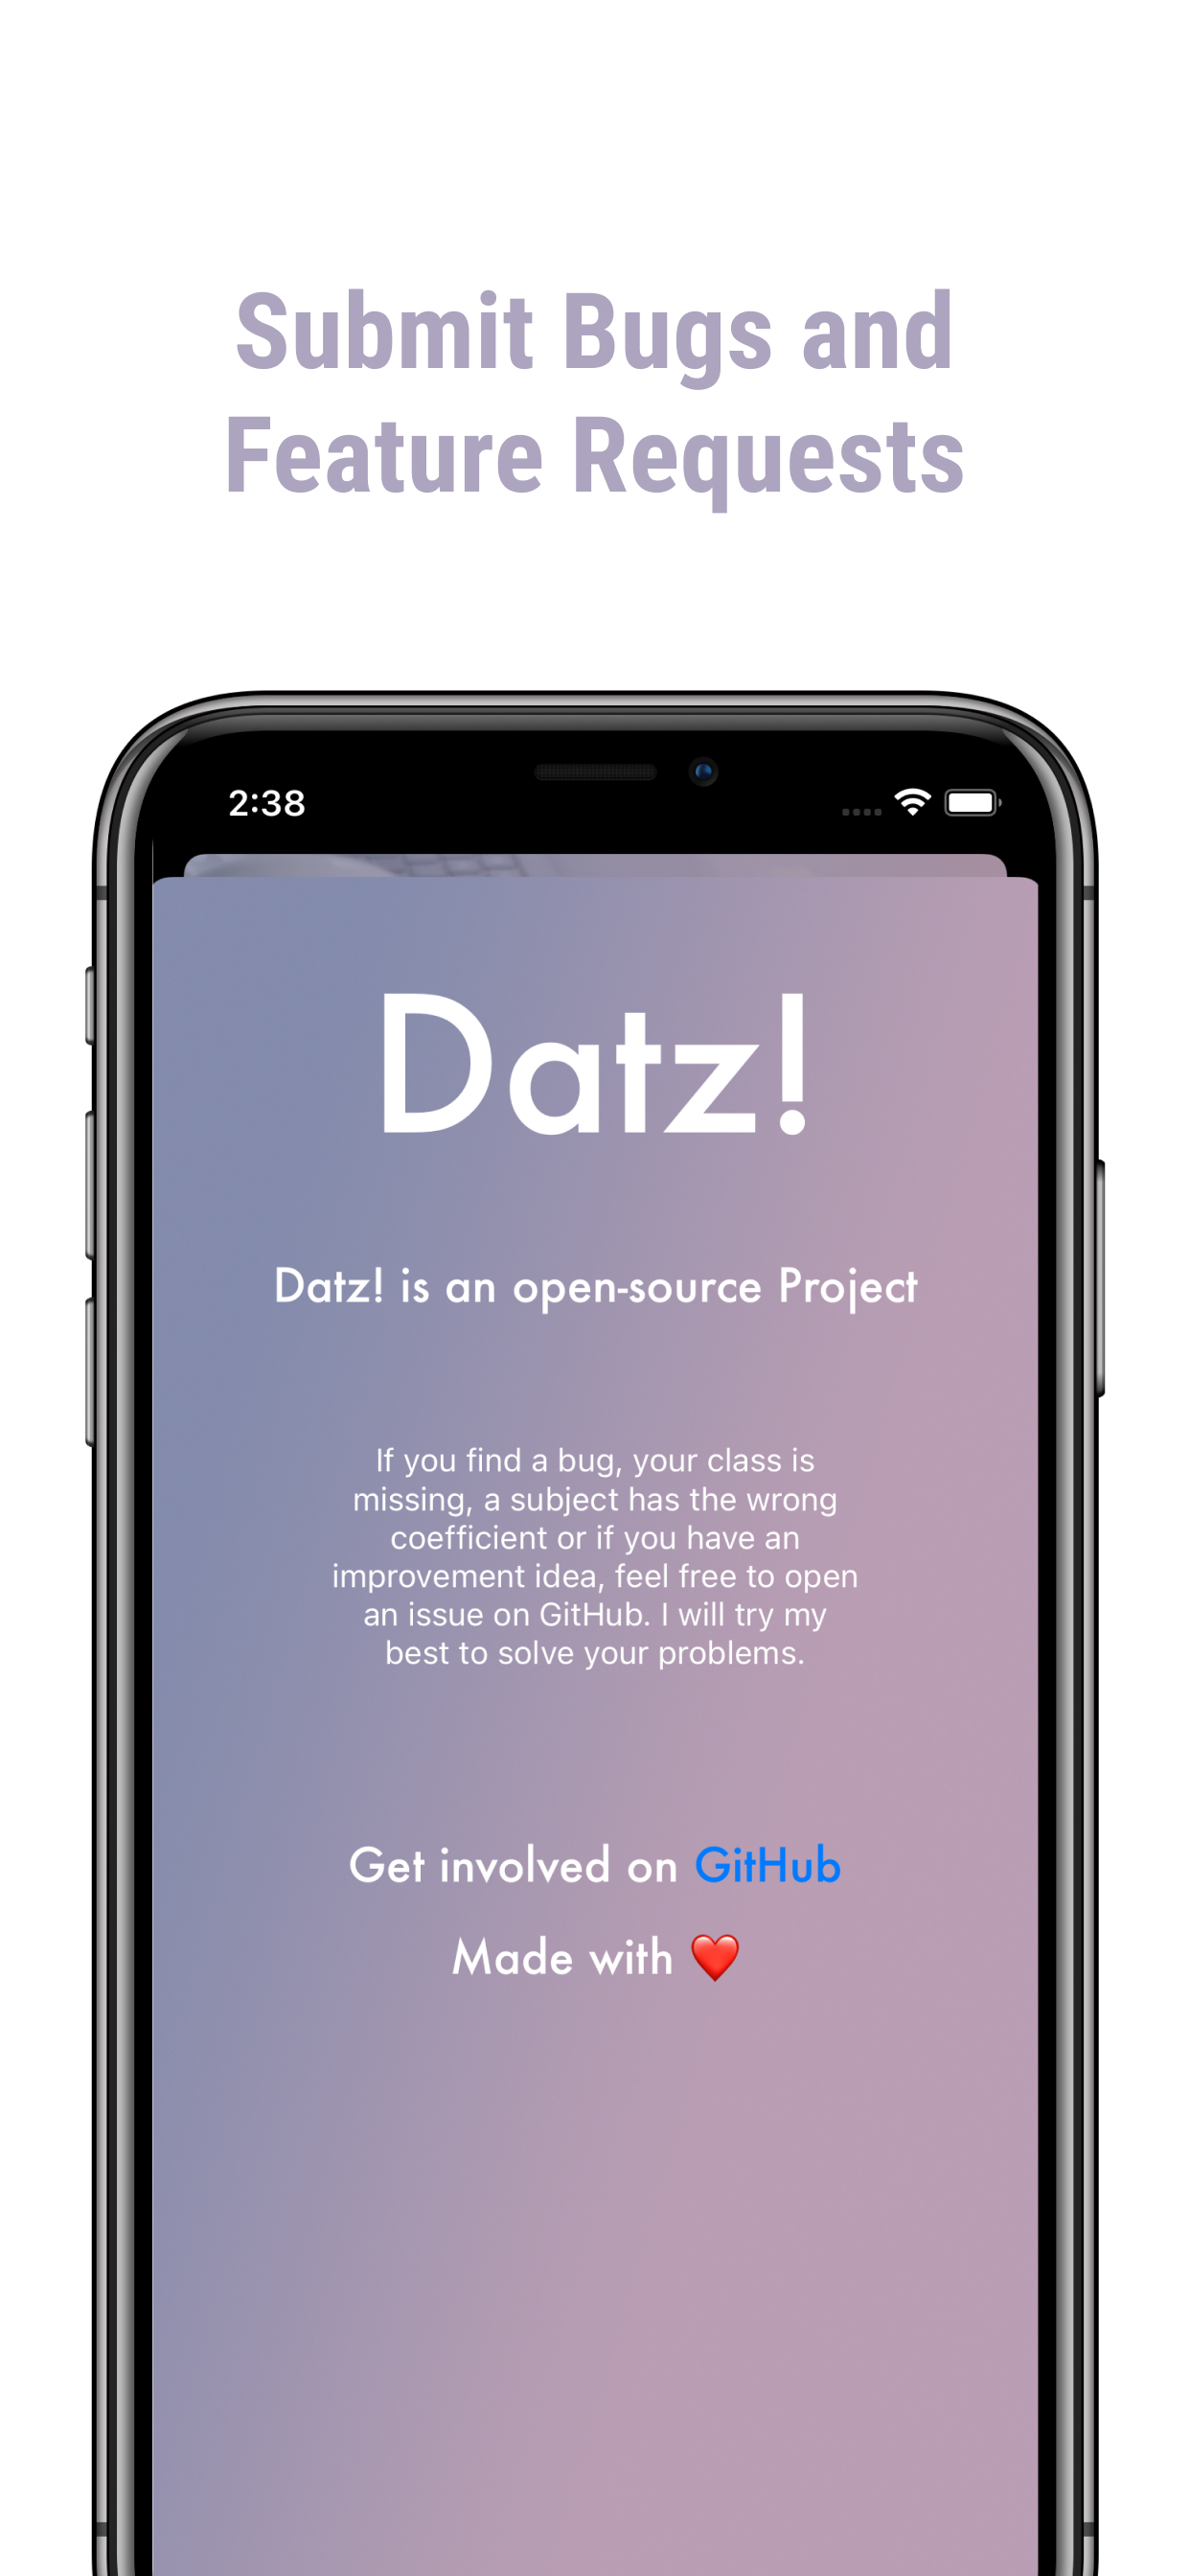 Submit Bugs and
Feature Requests
2:38
Datz!
Datz! is an open-source Project
If you find a bug, your class is
missing, a subject has the wrong
coefficient or if you have an
improvement idea, feel free to open
an issue on GitHub. I will try my
best to solve your problems.
Get involved on GitHub
Made with ❤️